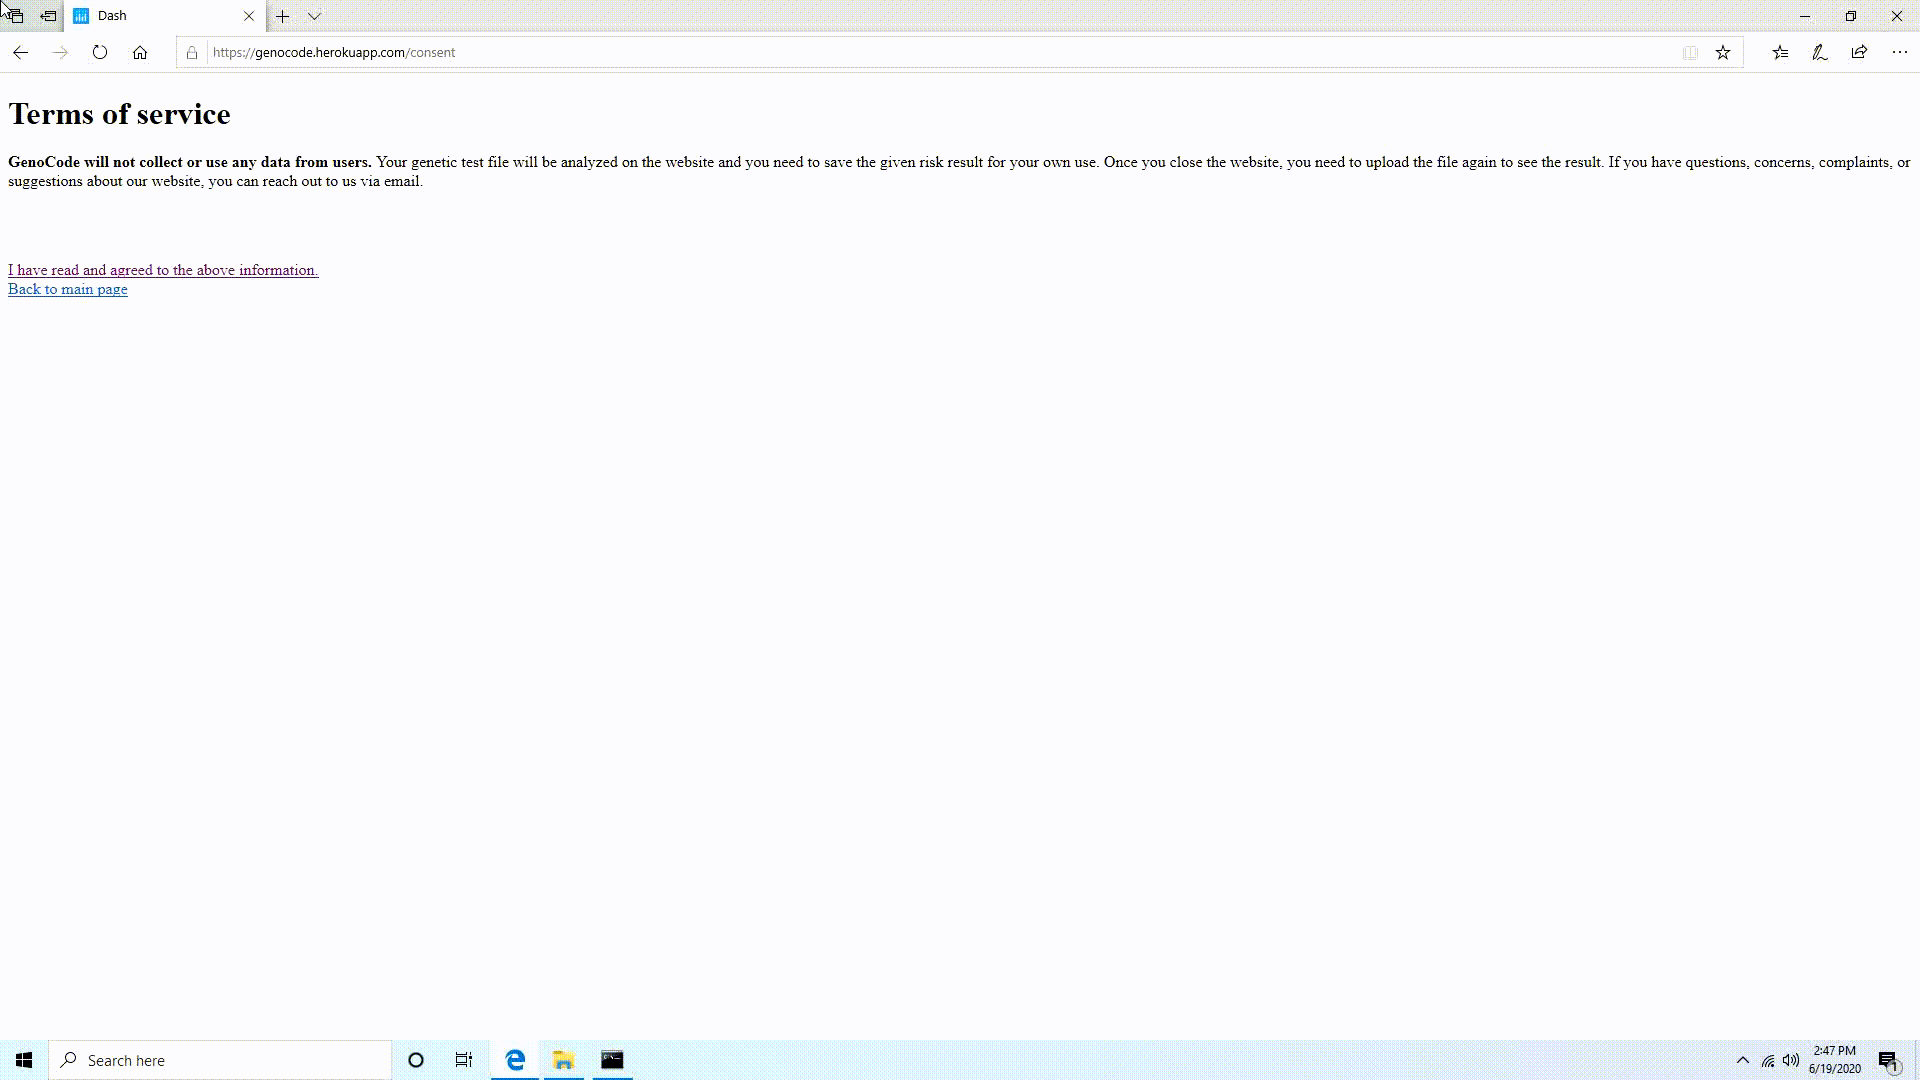 Dash
https://genocode.herokuapp.com/consent
Terms of service
GenoCode will not collect or use any data from users. Your genetic test file will be analyzed on the website and you need to save the given risk result for your own use. Once you close the website, you need to upload the file again to see the result. If you have questions, concerns, complaints, or
suggestions about our website, you can reach out to us via email.
I have read and agreed to the above information.
Back to main page
Search here
2:47 PM
6/19/2020
1